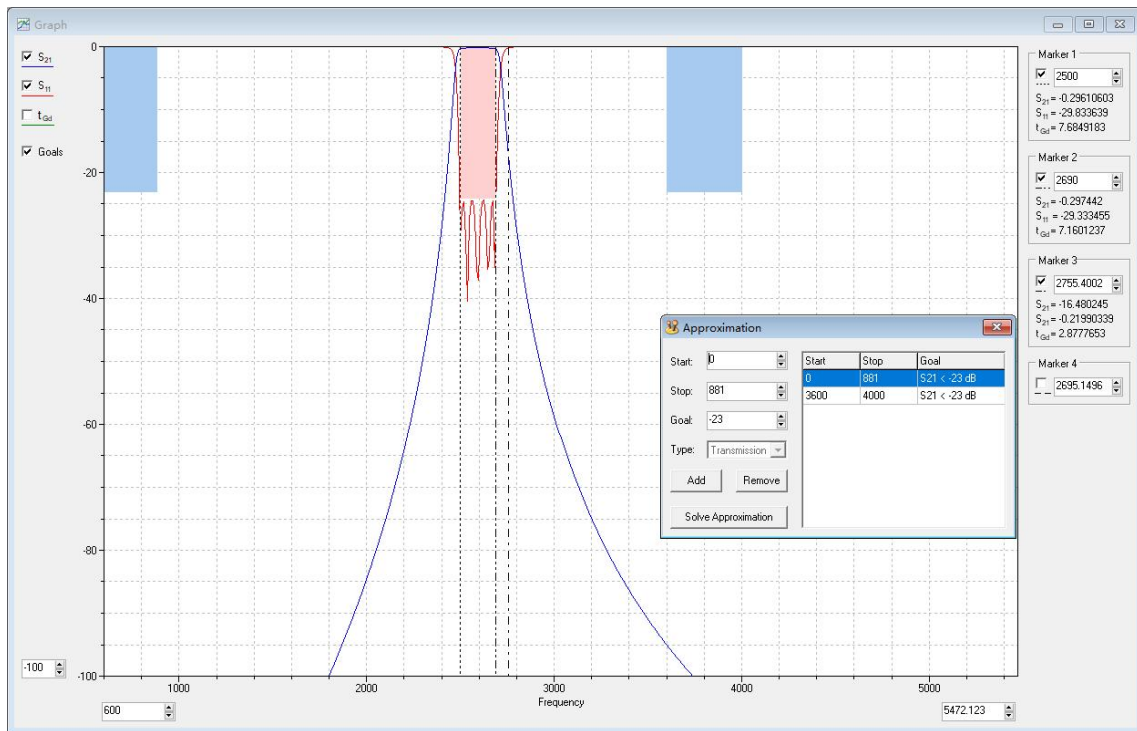 Graph
S21
S11
tGd
Goals
0
-20
-40
-60
-80
-100
-100
1000
2000
3000
4000
5000
Frequency
600
5472.123
Marker 1
2500
S21 = -0.29610603
S11 = -29.833639
tGd = 7.6849183
Marker 2
2690
S21 = -0.297442
S11 = -29.333455
tGd = 7.1601237
Marker 3
2755.4002
S21 = -16.480245
S21 = -0.21990339
tGd = 2.8777653
Marker 4
2695.1496
Approximation
Start: 0
Stop: 881
Goal: -23
Type: Transmission
Add Remove
Solve Approximation
Start Stop Goal
0 881 S21 < -23 dB
3600 4000 S21 < -23 dB